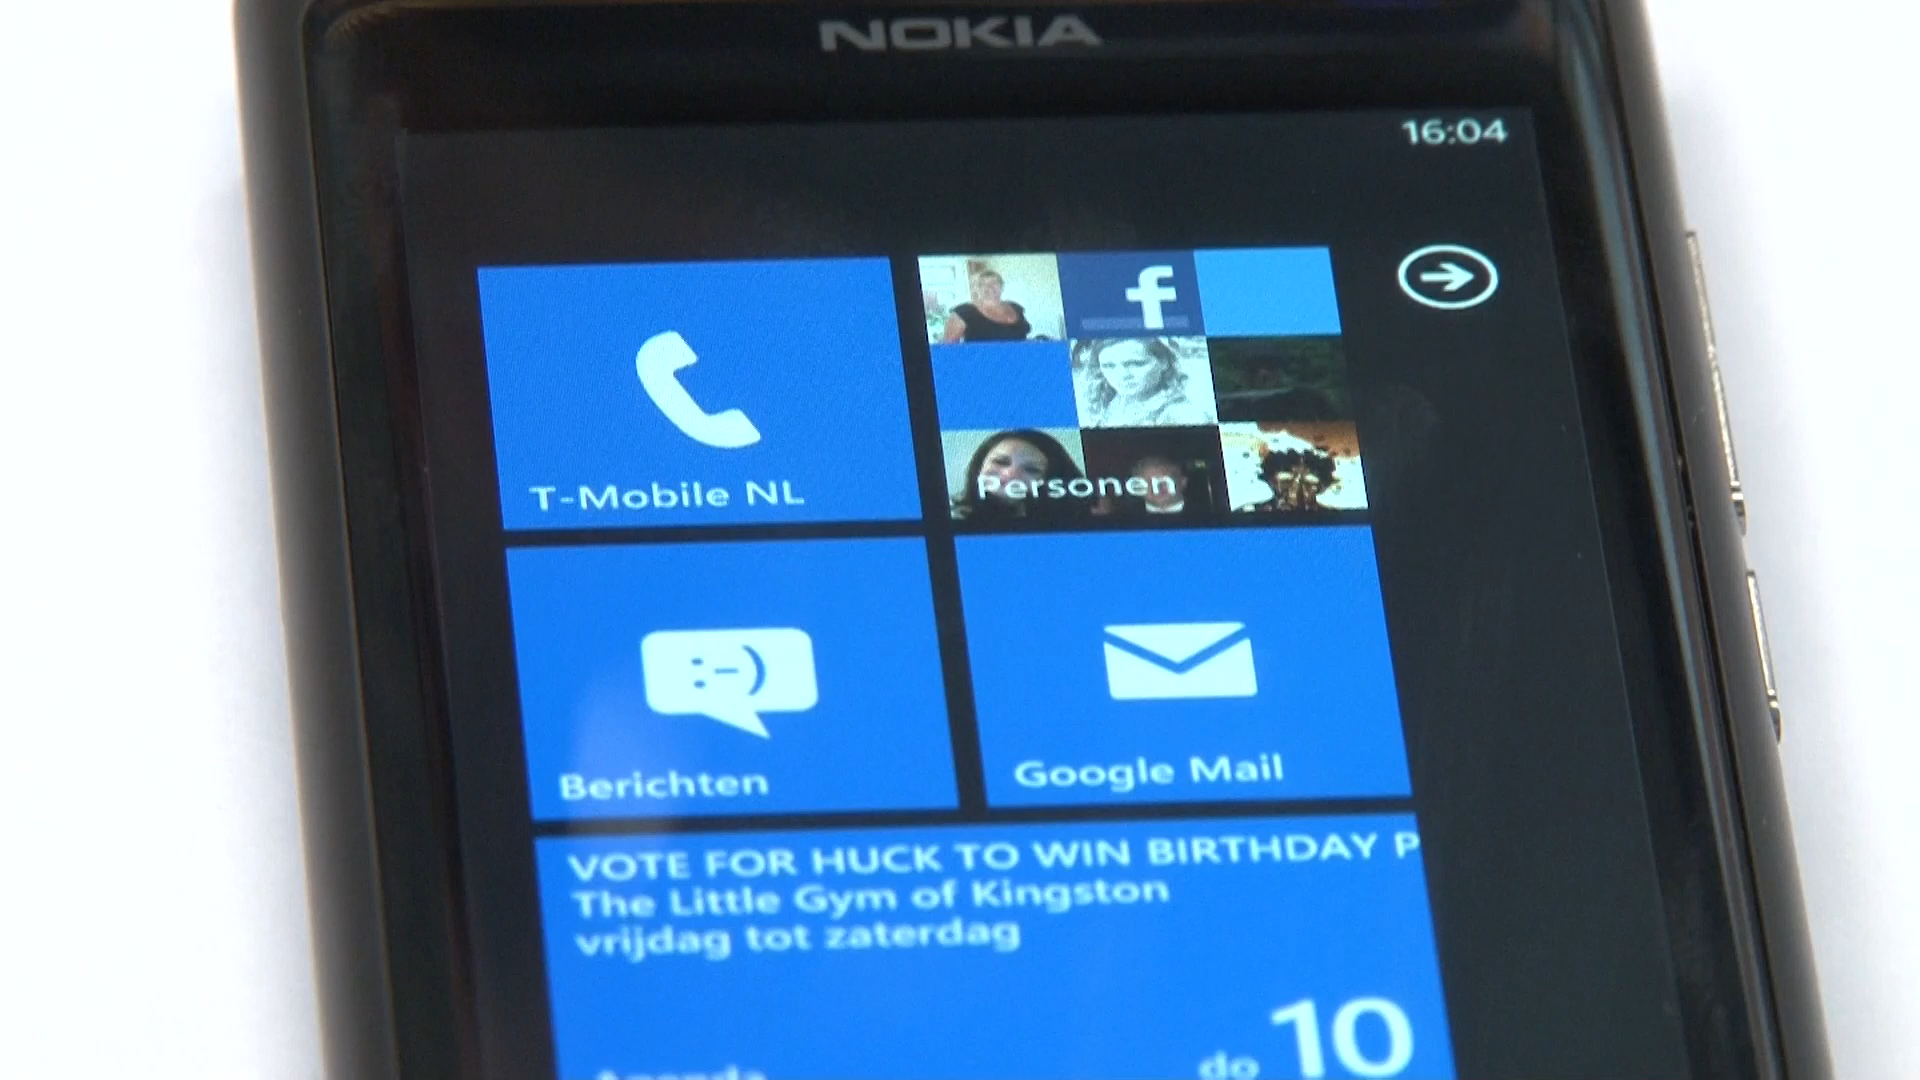 NOKIA
16:04
f
T-Mobile NL
Personen
:-)
Berichten
Google Mail
VOTE FOR HUCK TO WIN BIRTHDAY P
The Little Gym of Kingston
vrijdag tot zaterdag
Agenda
do 10